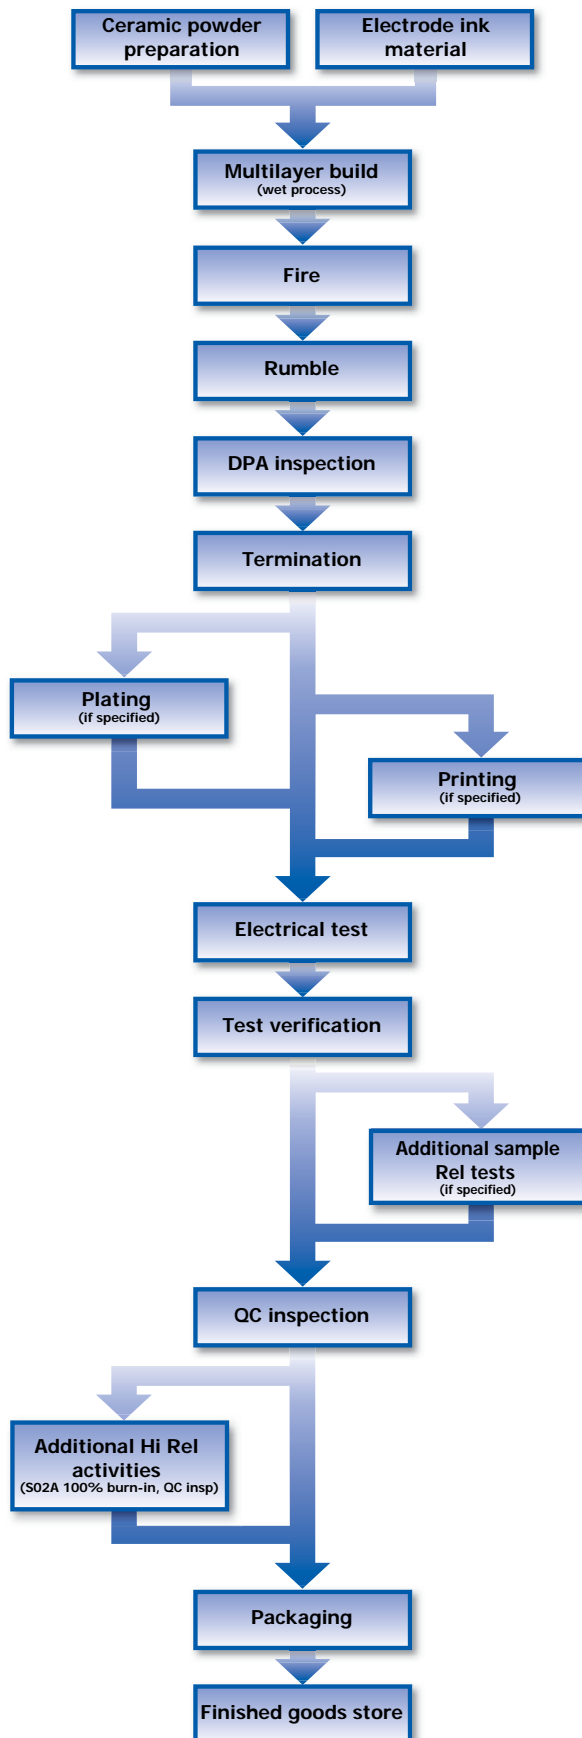 Ceramic powder
preparation
Electrode ink
material
Multilayer build
(wet process)
Fire
Rumble
DPA inspection
Termination
Plating
(if specified)
Printing
(if specified)
Electrical test
Test verification
Additional sample
Rel tests
(if specified)
QC inspection
Additional Hi Rel
activities
(S02A 100% burn-in, QC insp)
Packaging
Finished goods store